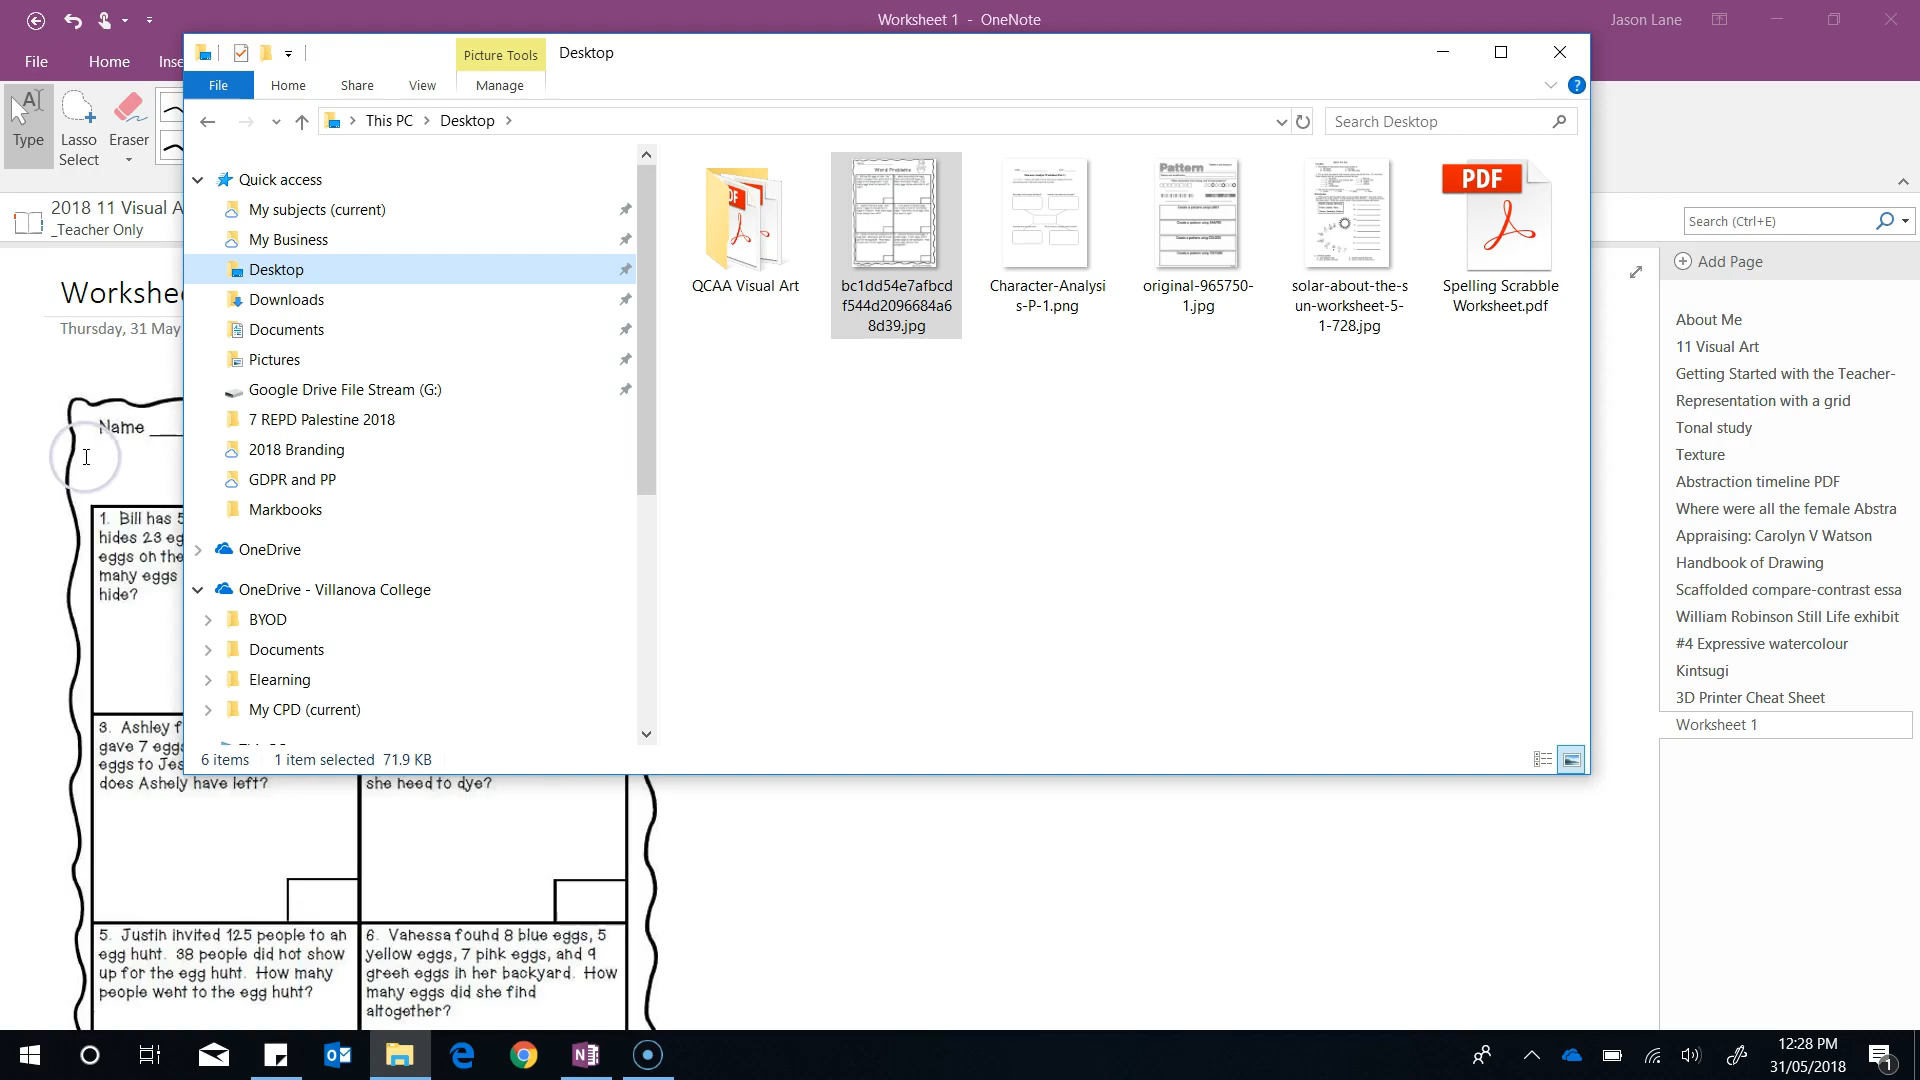 Worksheet 1 - OneNote
Jason Lane
File
Home
Type
Lasso
Select
Eraser
Picture Tools
Desktop
File
Home
Share
View
Manage
This PC
Desktop
Search Desktop
Quick access
My subjects (current)
My Business
Desktop
Downloads
Documents
Pictures
Google Drive File Stream (G:)
7 REPD Palestine 2018
2018 Branding
GDPR and PP
Markbooks
OneDrive
OneDrive - Villanova College
BYOD
Documents
Elearning
My CPD (current)
QCAA Visual Art
bc1dd54e7afbcd
f544d2096684a6
8d39.jpg
Character-Analysi
s-P-1.png
original-965750-
1.jpg
solar-about-the-s
un-worksheet-5-
1-728.jpg
Spelling Scrabble
Worksheet.pdf
Pattern
PDF
6 items
1 item selected 71.9 KB
2018 11 Visual A
_Teacher Only
Search (Ctrl+E)
Add Page
About Me
11 Visual Art
Getting Started with the Teacher-
Representation with a grid
Tonal study
Texture
Abstraction timeline PDF
Where were all the female Abstra
Appraising: Carolyn V Watson
Handbook of Drawing
Scaffolded compare-contrast essa
William Robinson Still Life exhibit
#4 Expressive watercolour
Kintsugi
3D Printer Cheat Sheet
Worksheet 1
Workshe
Thursday, 31 May
Name
1. Bill has 5
hides 23 eg
eggs on the
many eggs
hide?
3. Ashley f
gave 7 eggs
eggs to Jes
does Ashely have left?
she need to dye?
5. Justin invited 125 people to an
egg hunt. 38 people did not show
up for the egg hunt. How many
people went to the egg hunt?
6. Vanessa found 8 blue eggs, 5
yellow eggs, 7 pink eggs, and 9
green eggs in her backyard. How
many eggs did she find
altogether?
12:28 PM
31/05/2018
1